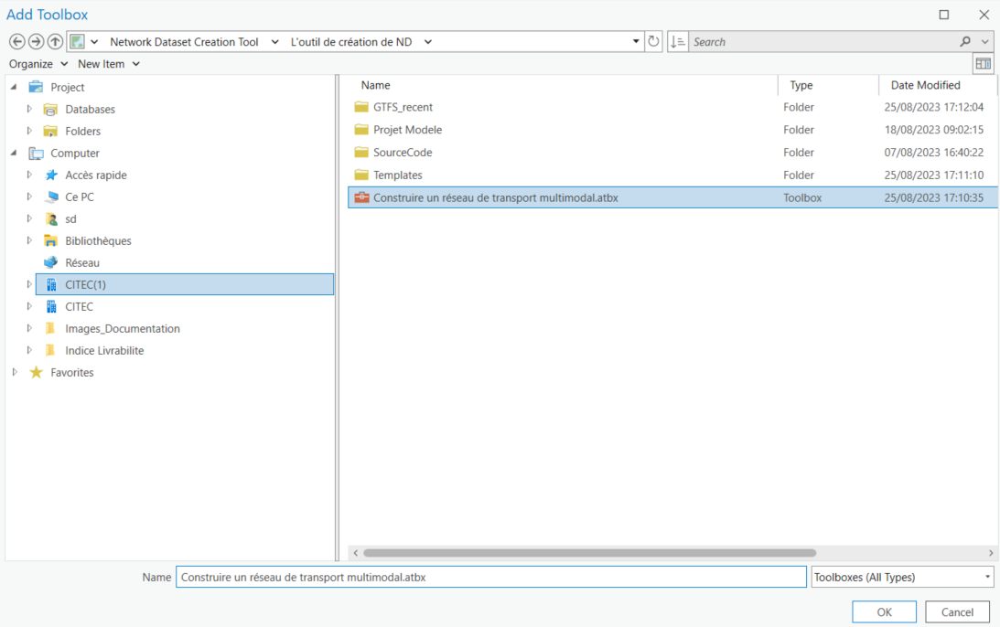 Add Toolbox
Network Dataset Creation Tool L'outil de création de ND Search
Organize New Item
Project
Databases
Folders
Computer
Accès rapide
Ce PC
sd
Bibliothèques
Réseau
CITEC(1)
CITEC
Images_Documentation
Indice Livrabilite
Favorites
Name Type Date Modified
GTFS_recent Folder 25/08/2023 17:12:04
Projet Modele Folder 18/08/2023 09:02:15
SourceCode Folder 07/08/2023 16:40:22
Templates Folder 25/08/2023 17:11:10
Construire un réseau de transport multimodal.atbx Toolbox 25/08/2023 17:10:35
Name Construire un réseau de transport multimodal.atbx Toolboxes (All Types)
OK Cancel